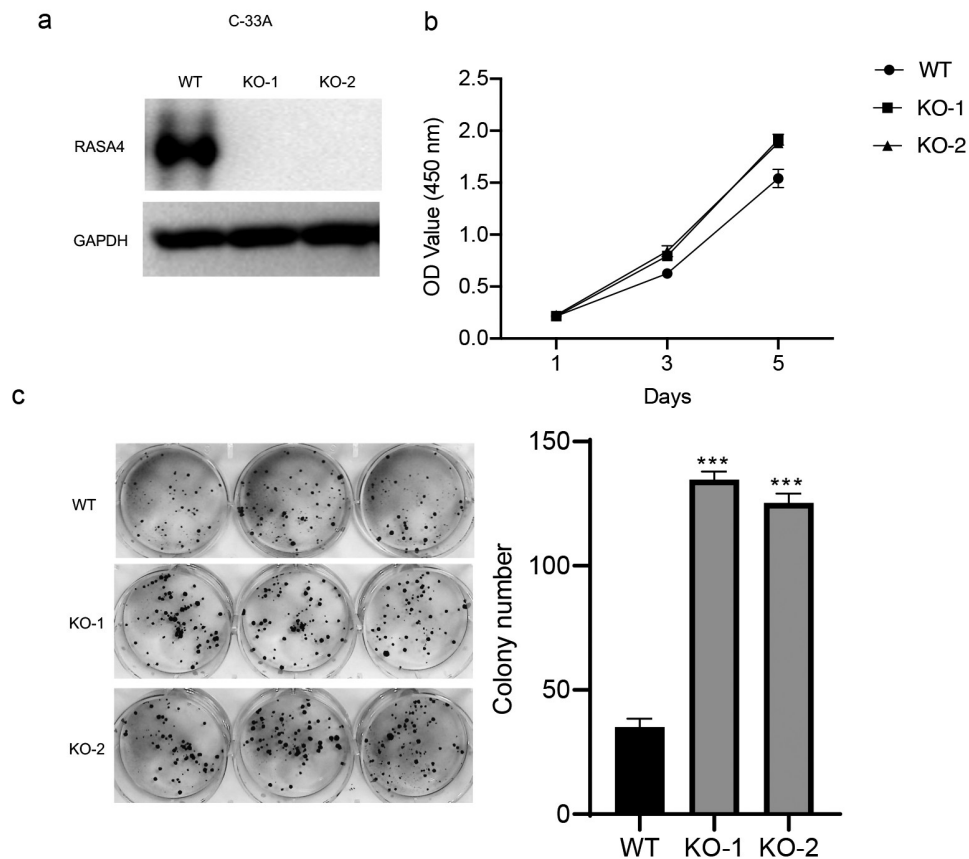 a
C-33A
WT KO-1 KO-2
RASA4
GAPDH
b
WT
KO-1
KO-2
OD Value (450 nm)
2.5
2.0
1.5
1.0
0.5
0.0
1 3 5
Days
c
WT
KO-1
KO-2
Colony number
150
100
50
0
*** ***
WT KO-1 KO-2